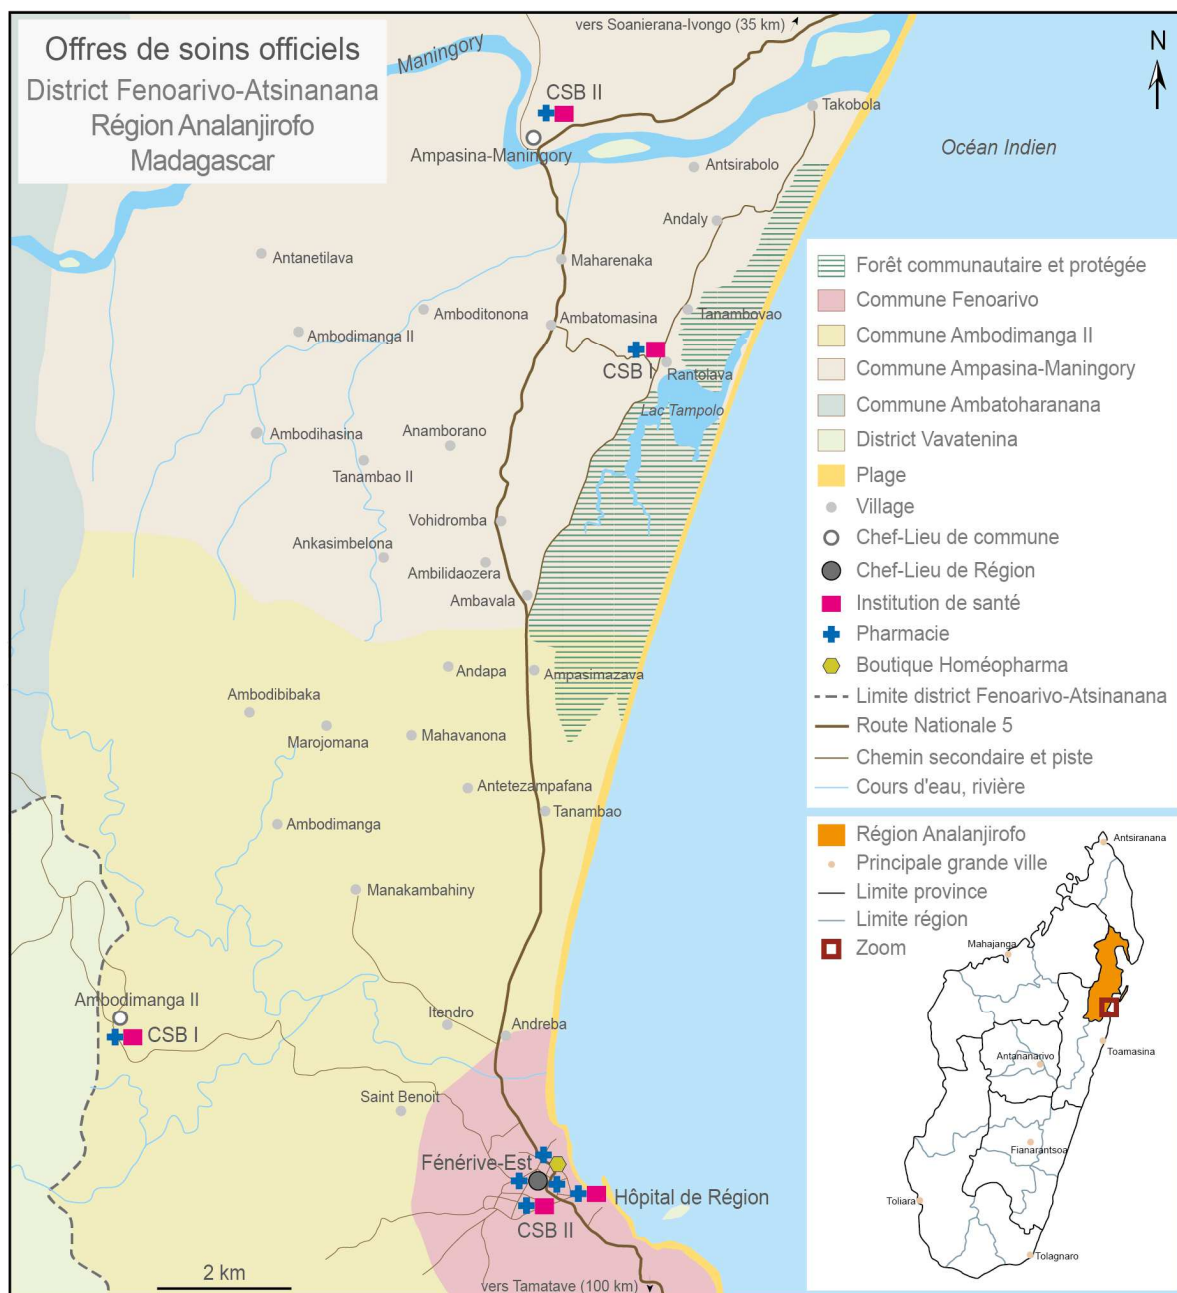 Offres de soins officiels
District Fenoarivo-Atsinanana
Région Analanjirofo
Madagascar
vers Soanierana-Ivongo (35 km)
N
Maningory
CSB II
Takobola
Ampasina-Maningory
Océan Indien
Antsirabolo
Andaly
Antanetilava
Maharenaka
Amboditonona
Ambatomasina
Tanambovao
Ambodimanga II
CSB I
Rantolava
Lac Tampolo
Ambodihasina
Anamborano
Tanambao II
Vohidromba
Ankasimbelona
Ambilidaozera
Ambavala
Andapa
Ampasimazava
Ambodibibaka
Marojomana
Mahavanona
Antetezampafana
Tanambao
Ambodimanga
Manakambahiny
Ambodimanga II
CSB I
Itendro
Andreba
Saint Benoit
Fénérive-Est
Hôpital de Région
CSB II
2 km
vers Tamatave (100 km)
Forêt communautaire et protégée
Commune Fenoarivo
Commune Ambodimanga II
Commune Ampasina-Maningory
Commune Ambatoharanana
District Vavatenina
Plage
Village
Chef-Lieu de commune
Chef-Lieu de Région
Institution de santé
Pharmacie
Boutique Homéopharma
Limite district Fenoarivo-Atsinanana
Route Nationale 5
Chemin secondaire et piste
Cours d'eau, rivière
Région Analanjirofo
Principale grande ville
Limite province
Limite région
Zoom
Antsiranana
Mahajanga
Toamasina
Antananarivo
Fianarantsoa
Toliara
Tolagnaro